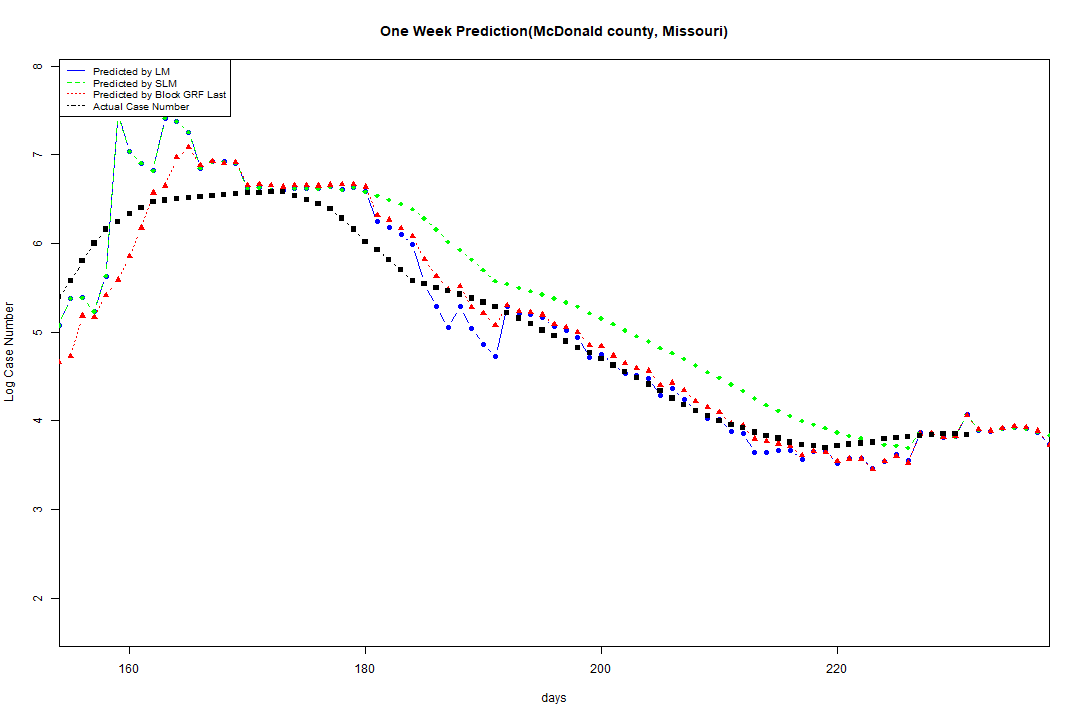 One Week Prediction(McDonald county, Missouri)
Predicted by LM
Predicted by SLM
Predicted by Block GRF Last
Actual Case Number
8
7
6
5
4
3
2
Log Case Number
160 180 200 220
days